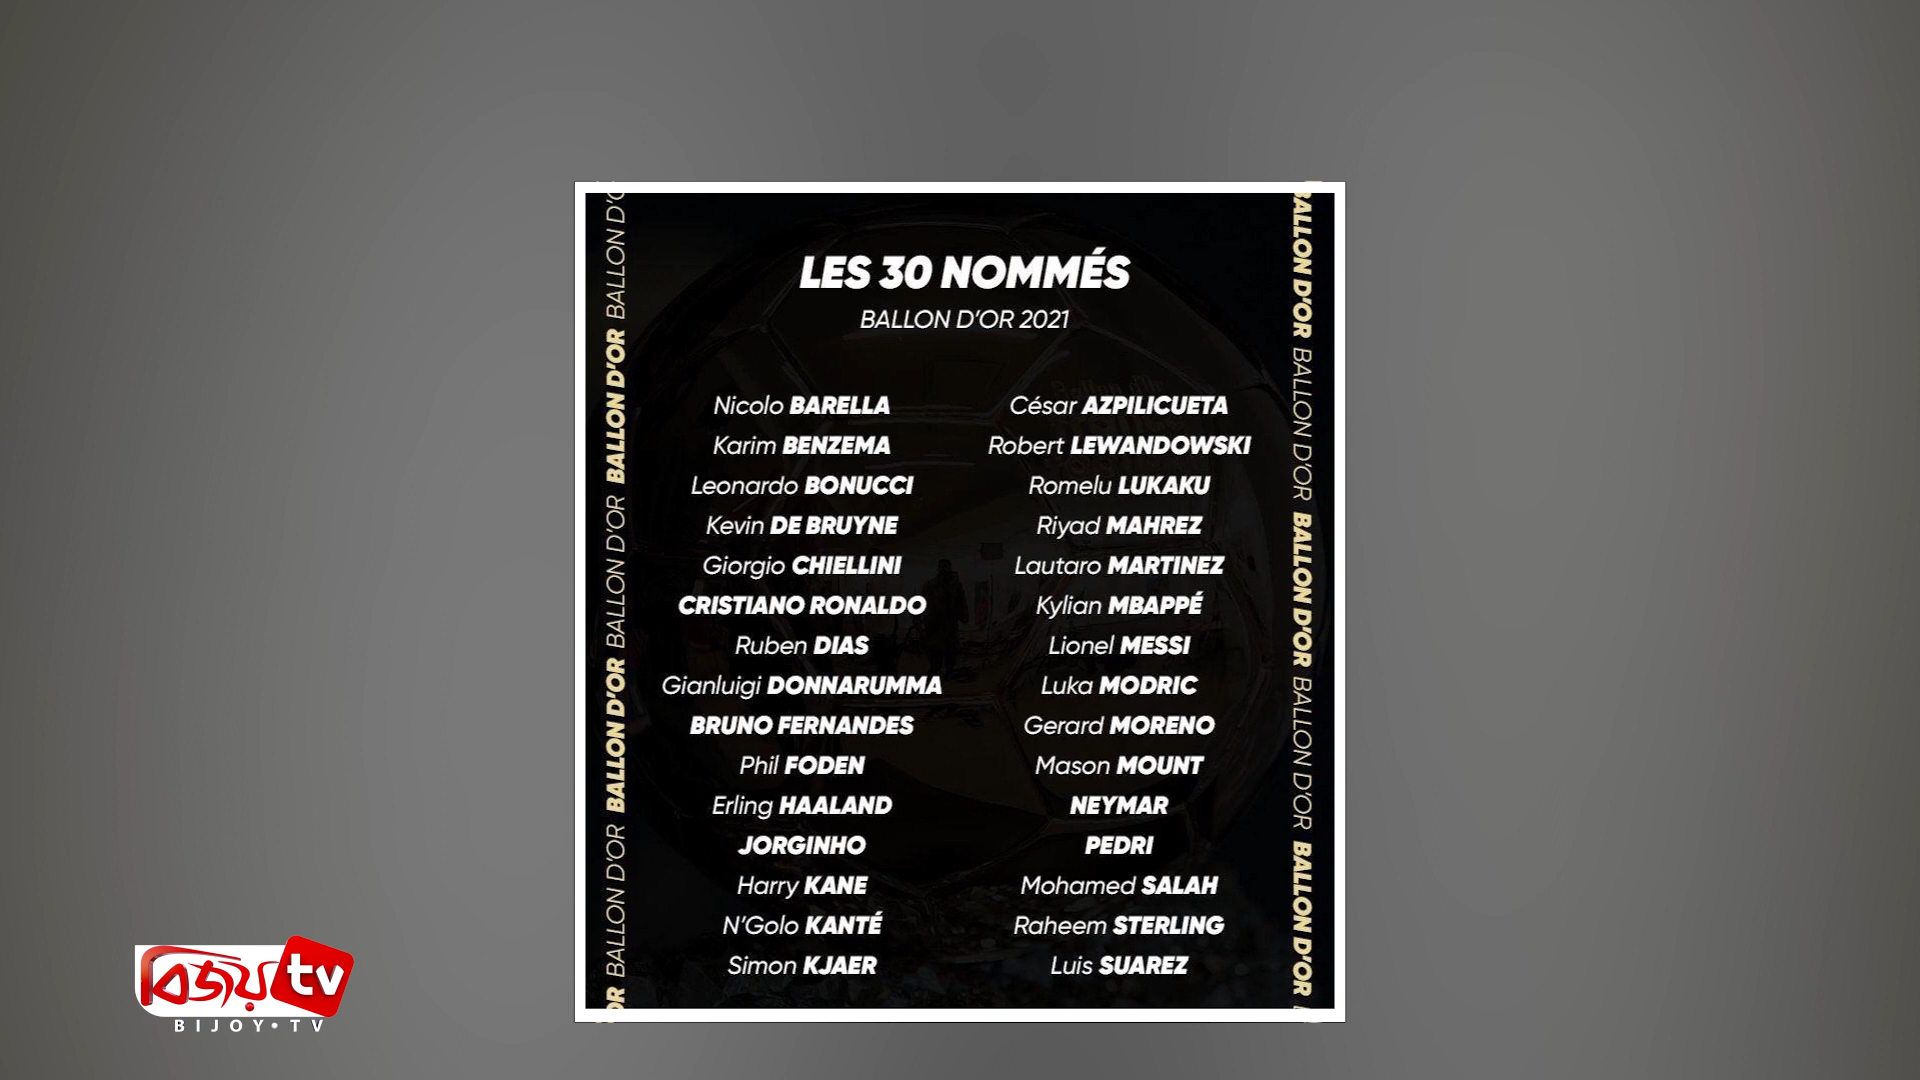 LES 30 NOMMÉS
BALLON D'OR 2021
Nicolo BARELLA
Karim BENZEMA
Leonardo BONUCCI
Kevin DE BRUYNE
Giorgio CHIELLINI
CRISTIANO RONALDO
Ruben DIAS
Gianluigi DONNARUMMA
BRUNO FERNANDES
Phil FODEN
Erling HAALAND
JORGINHO
Harry KANE
N'Golo KANTÉ
Simon KJAER
César AZPILICUETA
Robert LEWANDOWSKI
Romelu LUKAKU
Riyad MAHREZ
Lautaro MARTINEZ
Kylian MBAPPÉ
Lionel MESSI
Luka MODRIC
Gerard MORENO
Mason MOUNT
NEYMAR
PEDRI
Mohamed SALAH
Raheem STERLING
Luis SUAREZ
OR BALLON D'OR BALLON D'OR BALLON D'OR BALLON D'OR BALLON D'O
BALLON D'OR BALLON D'OR BALLON D'OR BALLON D'OR BALLON D'OR
বিজয় tv
BIJOY•TV